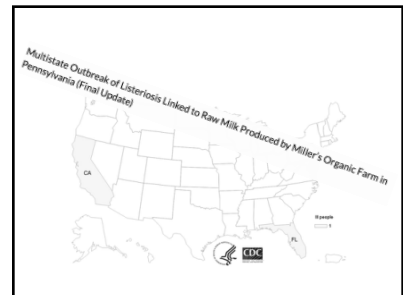 Multistate Outbreak of Listeriosis Linked to Raw Milk Produced by Miller's Organic Farm in
Pennsylvania (Final Update)
CA
Ill people
1
FL
CDC